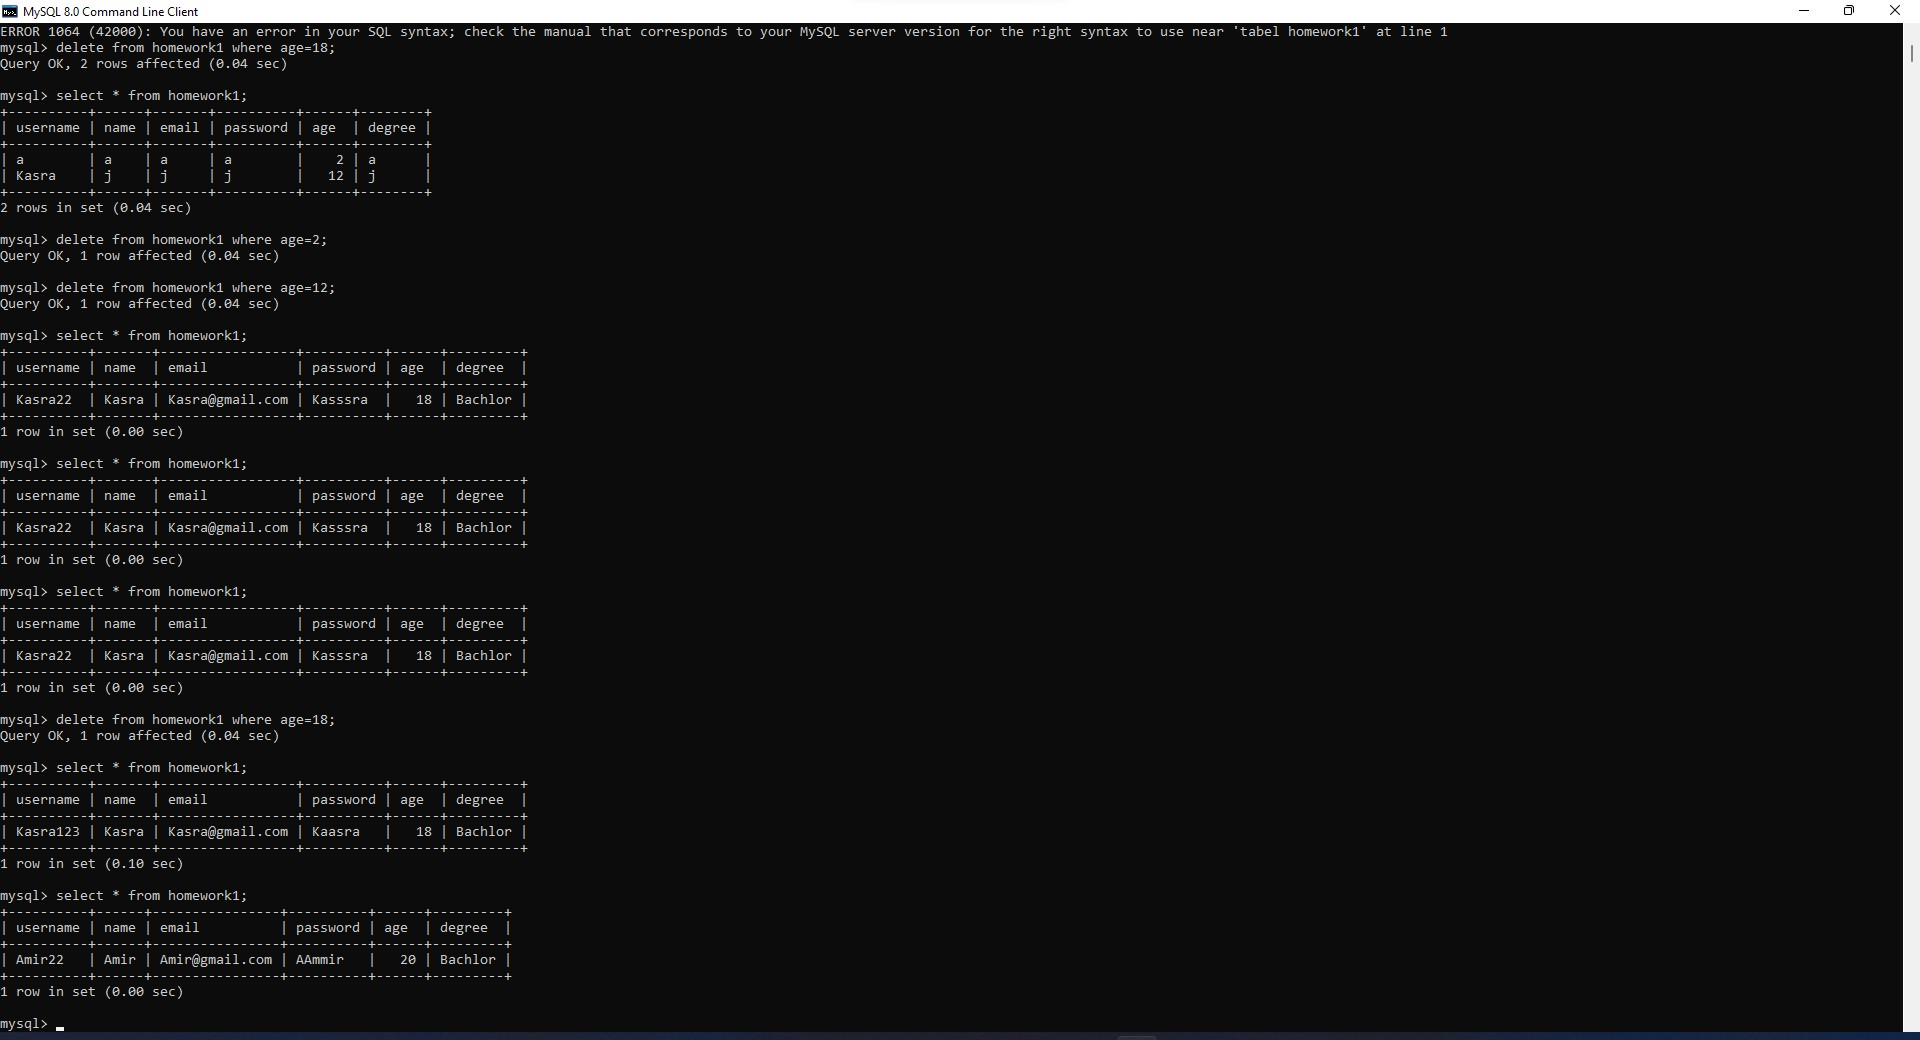 MySQL 8.0 Command Line Client
ERROR 1064 (42000): You have an error in your SQL syntax; check the manual that corresponds to your MySQL server version for the right syntax to use near 'tabel homework1' at line 1
mysql> delete from homework1 where age=18;
Query OK, 2 rows affected (0.04 sec)
mysql> select * from homework1;
+----------+------+-------+----------+------+--------+
| username | name | email | password | age  | degree |
+----------+------+-------+----------+------+--------+
| a        | a    | a     | a        |    2 | a      |
| Kasra    | j    | j     | j        |   12 | j      |
+----------+------+-------+----------+------+--------+
2 rows in set (0.04 sec)
mysql> delete from homework1 where age=2;
Query OK, 1 row affected (0.04 sec)
mysql> delete from homework1 where age=12;
Query OK, 1 row affected (0.04 sec)
mysql> select * from homework1;
+----------+-------+-----------------+----------+------+---------+
| username | name  | email           | password | age  | degree  |
+----------+-------+-----------------+----------+------+---------+
| Kasra22  | Kasra | Kasra@gmail.com | Kasssra  |   18 | Bachlor |
+----------+-------+-----------------+----------+------+---------+
1 row in set (0.00 sec)
mysql> select * from homework1;
+----------+-------+-----------------+----------+------+---------+
| username | name  | email           | password | age  | degree  |
+----------+-------+-----------------+----------+------+---------+
| Kasra22  | Kasra | Kasra@gmail.com | Kasssra  |   18 | Bachlor |
+----------+-------+-----------------+----------+------+---------+
1 row in set (0.00 sec)
mysql> select * from homework1;
+----------+-------+-----------------+----------+------+---------+
| username | name  | email           | password | age  | degree  |
+----------+-------+-----------------+----------+------+---------+
| Kasra22  | Kasra | Kasra@gmail.com | Kasssra  |   18 | Bachlor |
+----------+-------+-----------------+----------+------+---------+
1 row in set (0.00 sec)
mysql> delete from homework1 where age=18;
Query OK, 1 row affected (0.04 sec)
mysql> select * from homework1;
+----------+-------+-----------------+----------+------+---------+
| username | name  | email           | password | age  | degree  |
+----------+-------+-----------------+----------+------+---------+
| Kasra123 | Kasra | Kasra@gmail.com | Kaasra   |   18 | Bachlor |
+----------+-------+-----------------+----------+------+---------+
1 row in set (0.10 sec)
mysql> select * from homework1;
+----------+------+----------------+----------+------+---------+
| username | name | email          | password | age  | degree  |
+----------+------+----------------+----------+------+---------+
| Amir22   | Amir | Amir@gmail.com | AAmmir   |   20 | Bachlor |
+----------+------+----------------+----------+------+---------+
1 row in set (0.00 sec)
mysql>